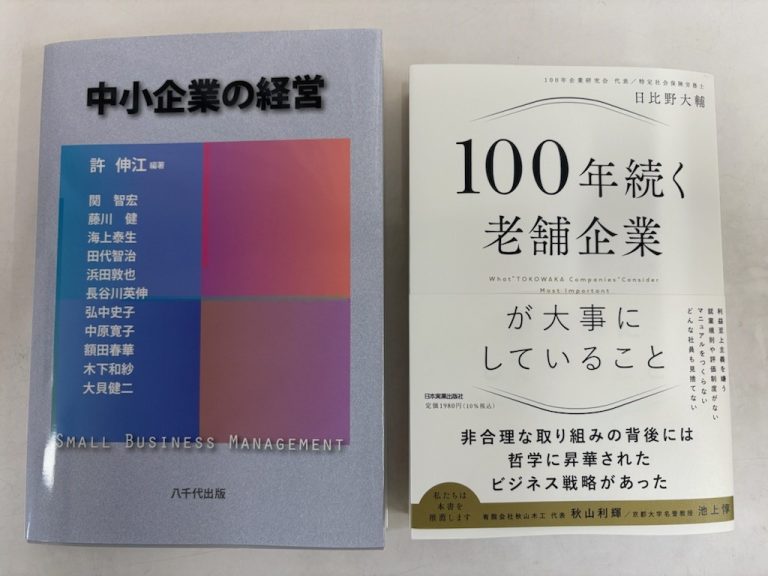 中小企業の経営
許 伸江 編著
関 智宏
藤川 健
海上泰生
田代智治
浜田敦也
長谷川英伸
弘中史子
中原寛子
額田春華
木下和紗
大貝健二
SMALL BUSINESS MANAGEMENT
八千代出版
100年企業研究会 代表／特定社会保険労務士
日比野大輔
100年続く
老舗企業
What "TOKOWAKA Companies" Consider
Most Important
が大事に
していること
利益至上主義を嫌う
就業規則や評価制度がない
マニュアルをつくらない
どんな社員も見捨てない
日本実業出版社
定価1980円（10％税込）
非合理な取り組みの背後には
哲学に昇華された
ビジネス戦略があった
私たちは
本書を
推薦します
有限会社秋山木工 代表 秋山利輝／京都大学名誉教授 池上惇